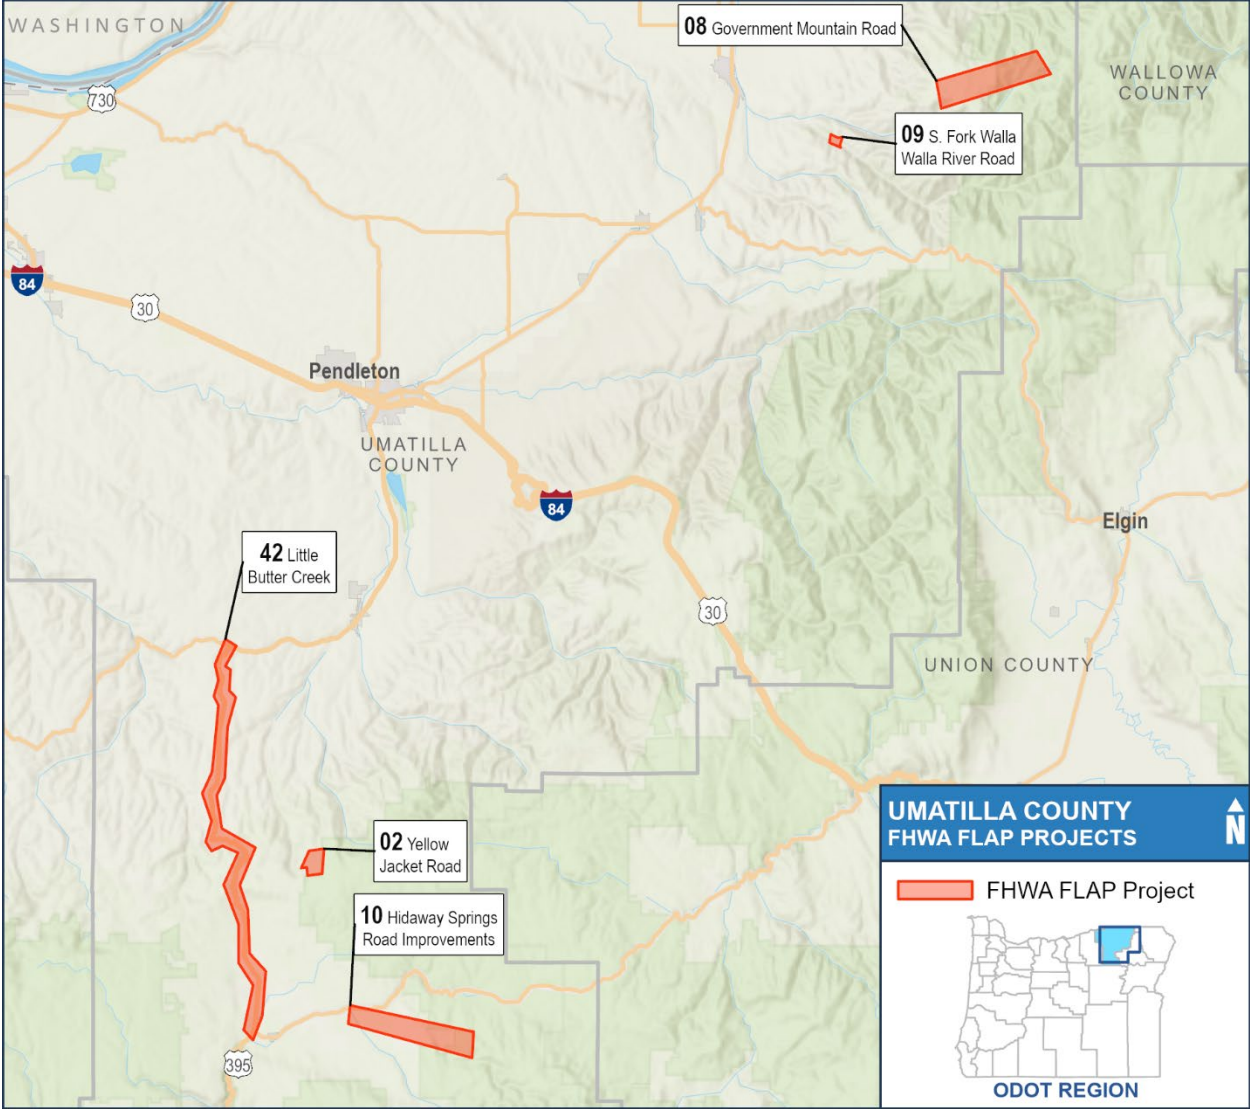 WASHINGTON
08 Government Mountain Road
WALLOWA
COUNTY
730
09 S. Fork Walla
Walla River Road
84
30
Pendleton
UMATILLA
COUNTY
84
Elgin
42 Little
Butter Creek
30
UNION COUNTY
02 Yellow
Jacket Road
10 Hidaway Springs
Road Improvements
395
UMATILLA COUNTY
FHWA FLAP PROJECTS
N
FHWA FLAP Project
ODOT REGION